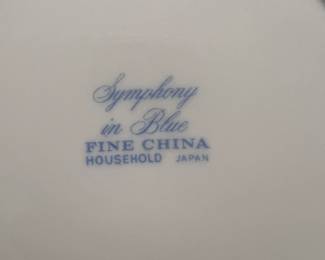 Symphony
in Blue
FINE CHINA
HOUSEHOLD JAPAN